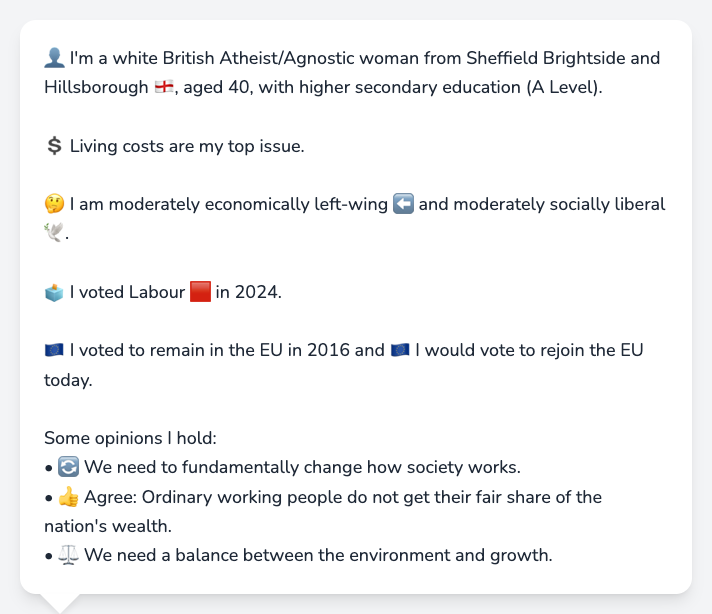 👤 I'm a white British Atheist/Agnostic woman from Sheffield Brightside and
Hillsborough 🏴󠁧󠁢󠁥󠁮󠁧󠁿, aged 40, with higher secondary education (A Level).
💲 Living costs are my top issue.
🤔 I am moderately economically left-wing ⬅️ and moderately socially liberal
🕊️.
🗳️ I voted Labour 🟥 in 2024.
🇪🇺 I voted to remain in the EU in 2016 and 🇪🇺 I would vote to rejoin the EU
today.
Some opinions I hold:
• 🔄 We need to fundamentally change how society works.
• 👍 Agree: Ordinary working people do not get their fair share of the
nation's wealth.
• ⚖️ We need a balance between the environment and growth.